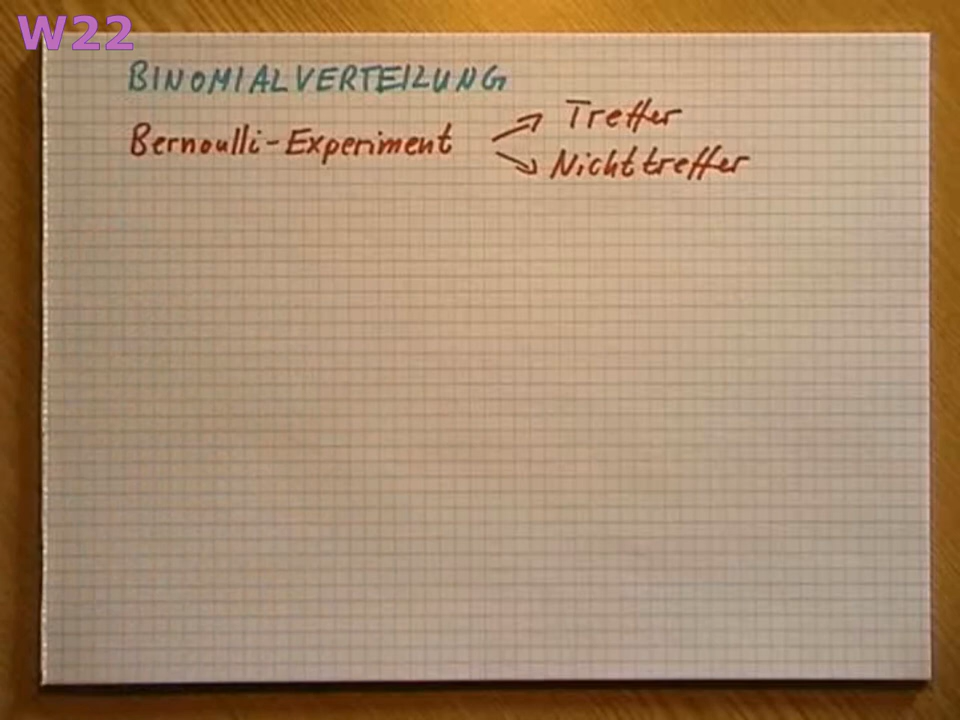 W22
BINOMIALVERTEILUNG
Bernoulli-Experiment
Treffer
Nichttreffer